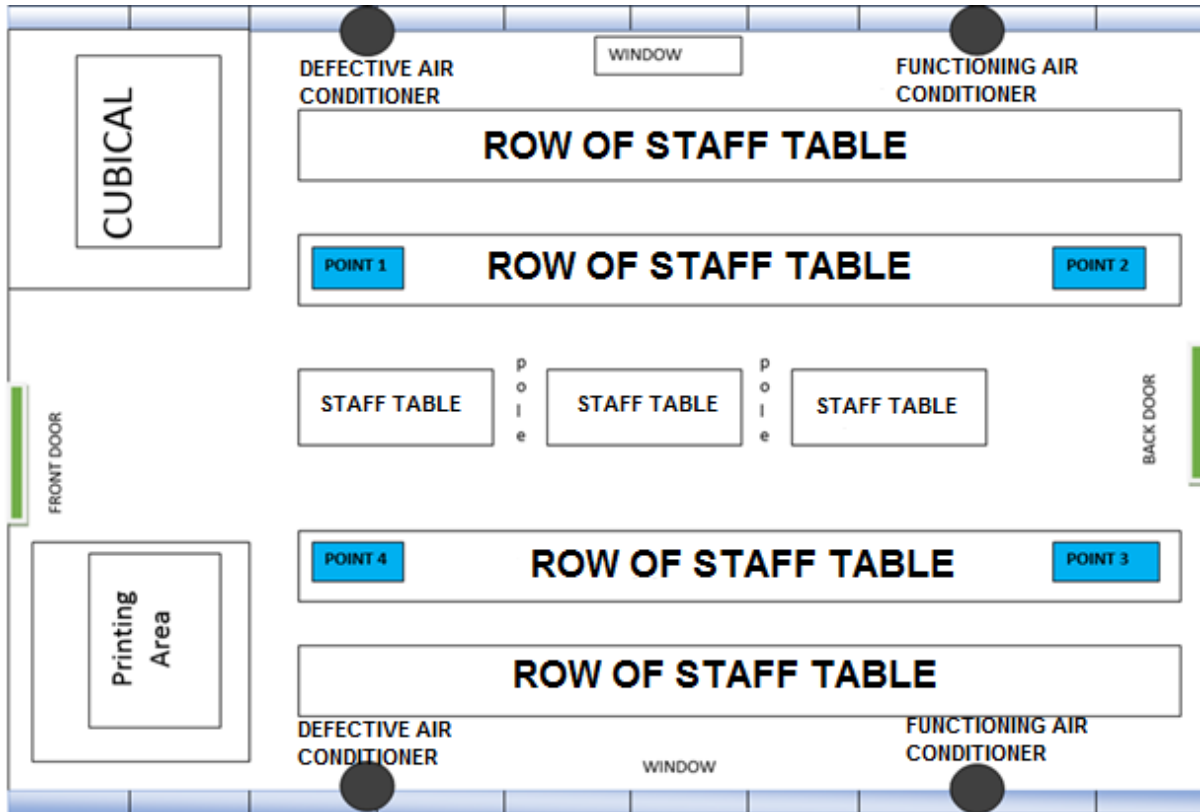 WINDOW
DEFECTIVE AIR
CONDITIONER
FUNCTIONING AIR
CONDITIONER
CUBICAL
ROW OF STAFF TABLE
POINT 1
ROW OF STAFF TABLE
POINT 2
pole
pole
STAFF TABLE
STAFF TABLE
STAFF TABLE
FRONT DOOR
BACK DOOR
POINT 4
ROW OF STAFF TABLE
POINT 3
Printing
Area
ROW OF STAFF TABLE
DEFECTIVE AIR
CONDITIONER
FUNCTIONING AIR
CONDITIONER
WINDOW